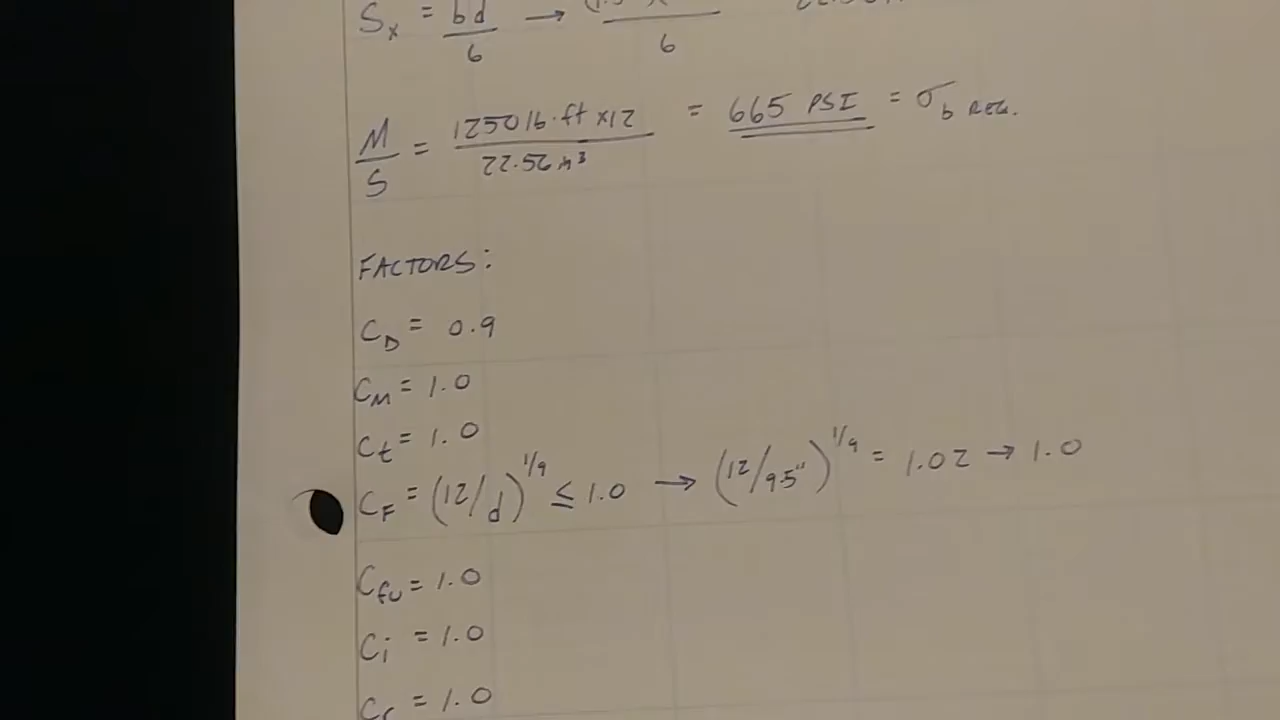 Sx = bd / 6 → / 6
M/S = 1250 lb·ft x12 / 22.56 in³ = 665 PSI = σb REQ.
FACTORS:
CD = 0.9
CM = 1.0
Ct = 1.0
CF = (12/d)^1/9 ≤ 1.0 → (12/9.5")^1/9 = 1.02 → 1.0
Cfu = 1.0
Ci = 1.0
= 1.0